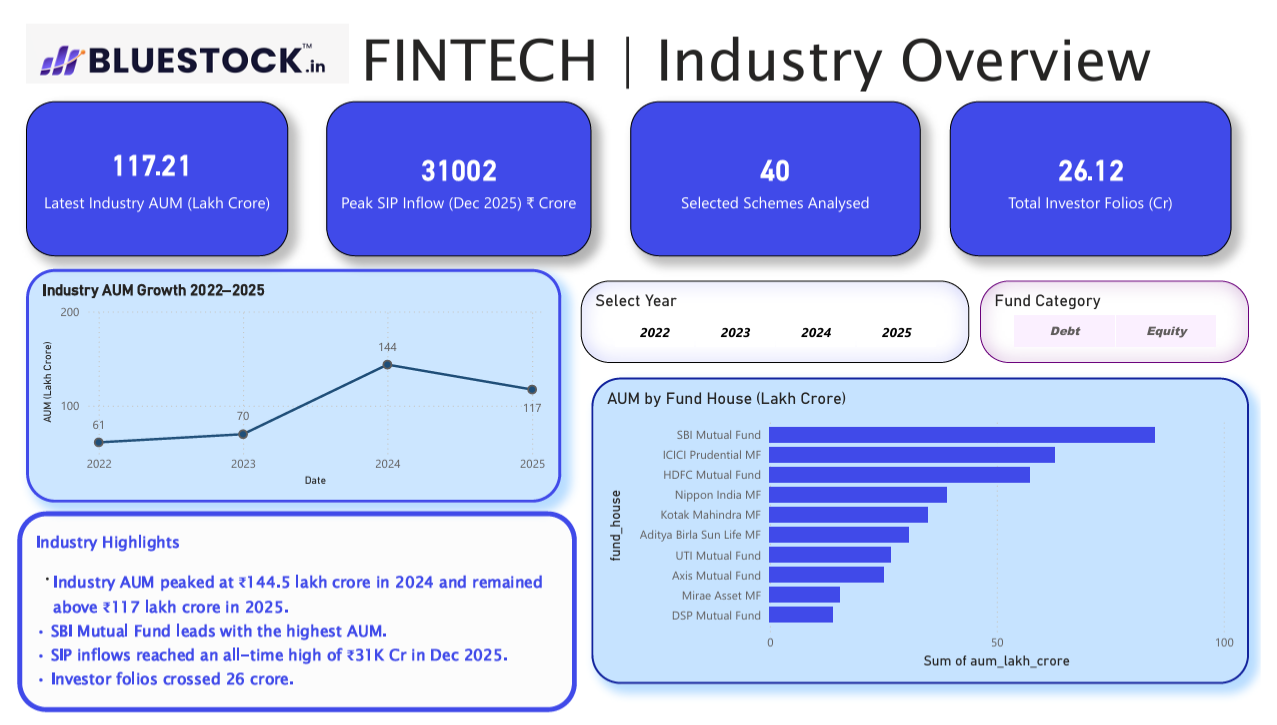 BLUESTOCK.in™ FINTECH | Industry Overview
117.21
Latest Industry AUM (Lakh Crore)
31002
Peak SIP Inflow (Dec 2025) ₹ Crore
40
Selected Schemes Analysed
26.12
Total Investor Folios (Cr)
Industry AUM Growth 2022–2025
AUM (Lakh Crore)
200
100
61
70
144
117
2022 2023 2024 2025
Date
Select Year
2022 2023 2024 2025
Fund Category
Debt Equity
AUM by Fund House (Lakh Crore)
fund_house
SBI Mutual Fund
ICICI Prudential MF
HDFC Mutual Fund
Nippon India MF
Kotak Mahindra MF
Aditya Birla Sun Life MF
UTI Mutual Fund
Axis Mutual Fund
Mirae Asset MF
DSP Mutual Fund
0 50 100
Sum of aum_lakh_crore
Industry Highlights
· Industry AUM peaked at ₹144.5 lakh crore in 2024 and remained
above ₹117 lakh crore in 2025.
· SBI Mutual Fund leads with the highest AUM.
· SIP inflows reached an all–time high of ₹31K Cr in Dec 2025.
· Investor folios crossed 26 crore.